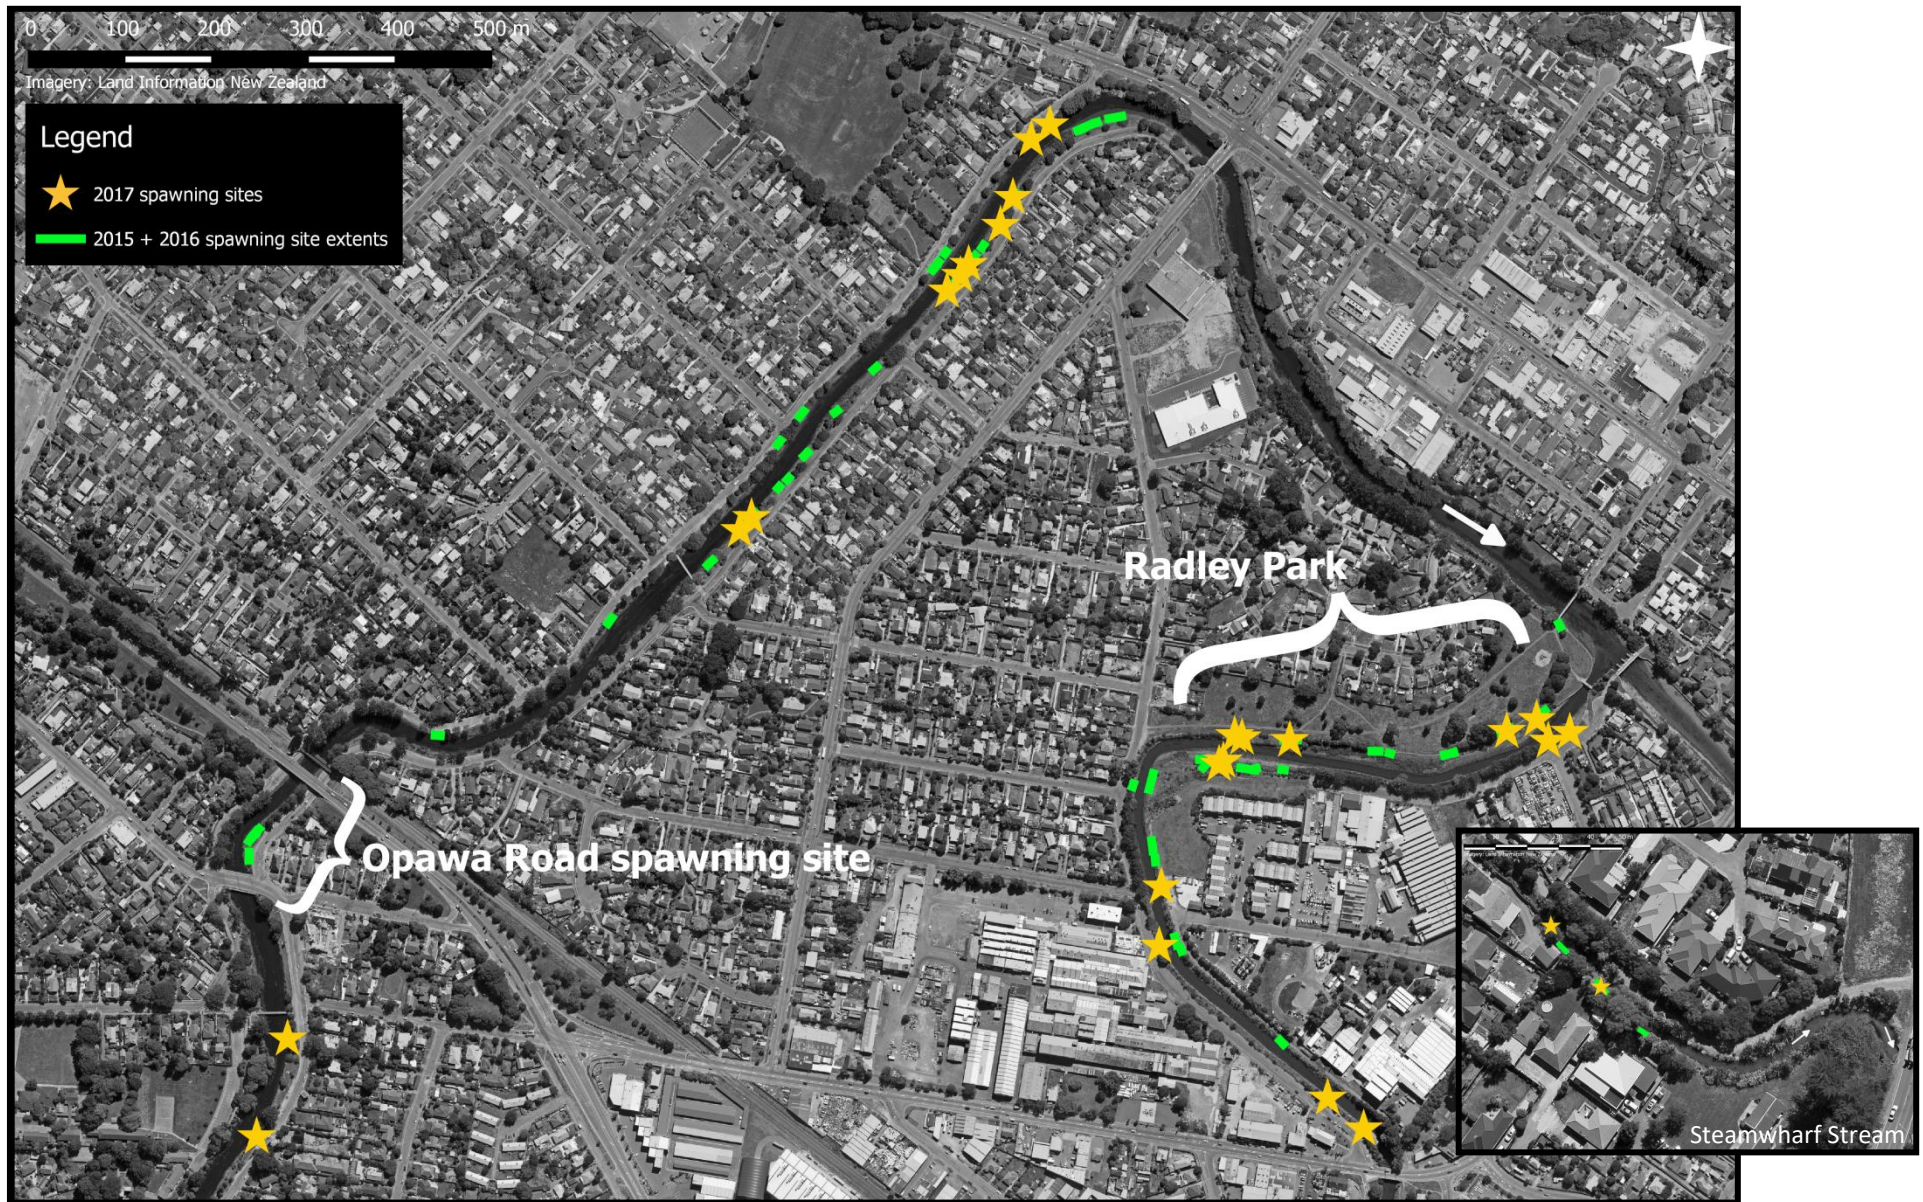 0 100 200 300 400 500 m
Imagery: Land Information New Zealand
Legend
2017 spawning sites
2015 + 2016 spawning site extents
Radley Park
Opawa Road spawning site
Steamwharf Stream